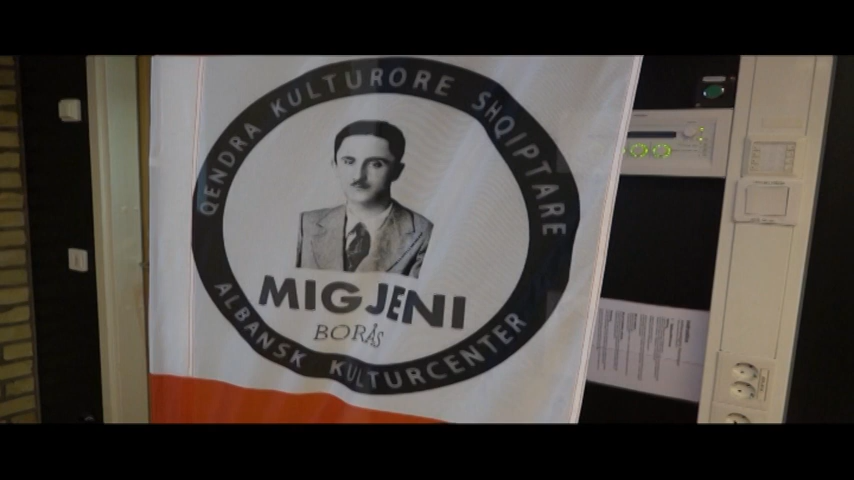 QENDRA KULTURORE SHQIPTARE
MIGJENI
BORÅS
ALBANSK KULTURCENTER